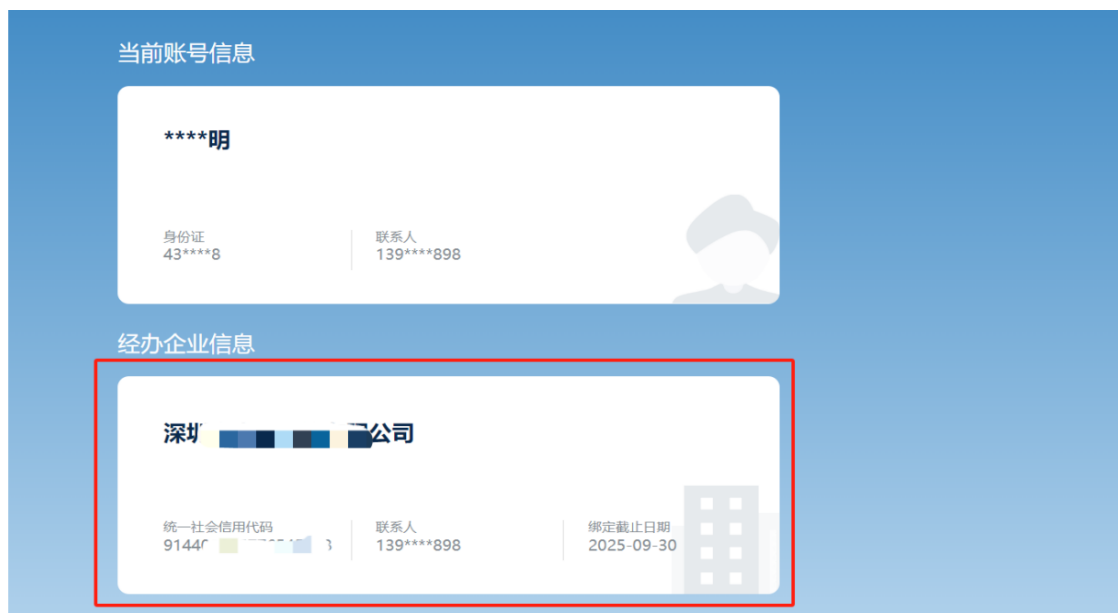 当前账号信息
****明
身份证
联系人
43****8
139****898
经办企业信息
深圳 公司
统一社会信用代码
联系人
绑定截止日期
9144
139****898
2025-09-30